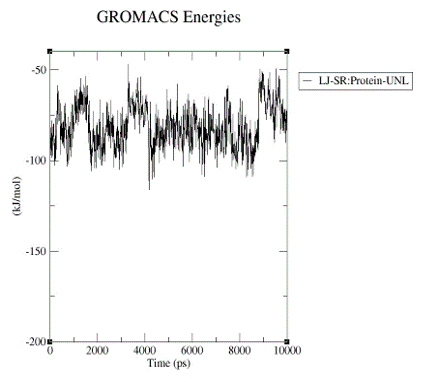 GROMACS Energies
-50
LJ-SR:Protein-UNL
-100
(kJ/mol)
-150
-200
0 2000 4000 6000 8000 10000
Time (ps)